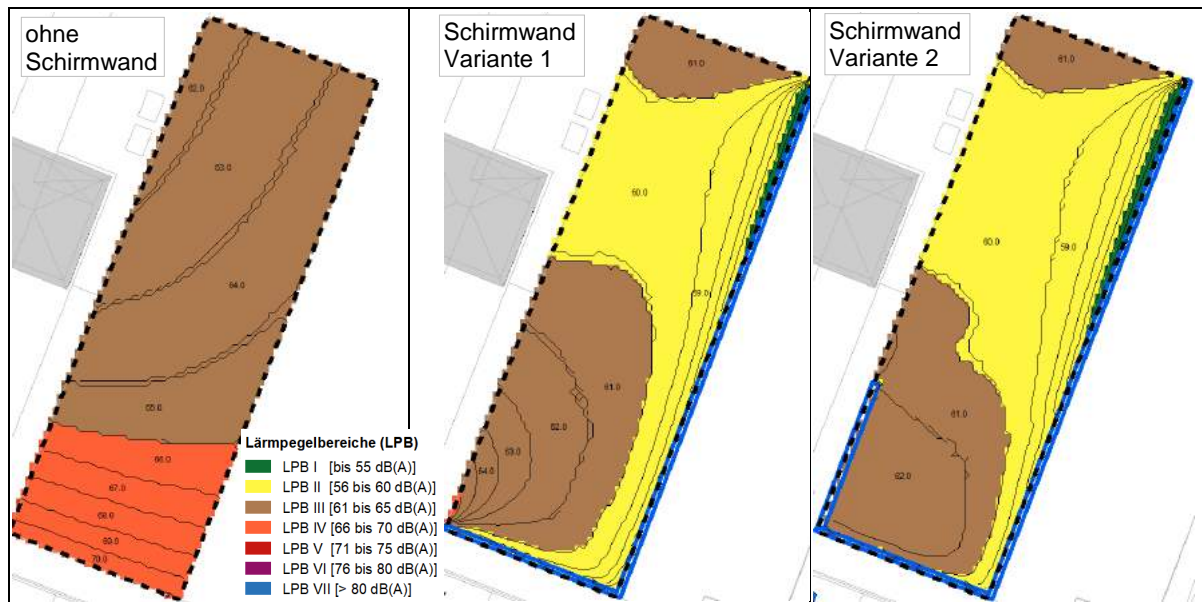 ohne
Schirmwand
62.0
63.0
64.0
65.0
66.0
67.0
68.0
69.0
70.0
Lärmpegelbereiche (LPB)
LPB I [bis 55 dB(A)]
LPB II [56 bis 60 dB(A)]
LPB III [61 bis 65 dB(A)]
LPB IV [66 bis 70 dB(A)]
LPB V [71 bis 75 dB(A)]
LPB VI [76 bis 80 dB(A)]
LPB VII [> 80 dB(A)]
Schirmwand
Variante 1
61.0
60.0
59.0
61.0
62.0
63.0
64.0
Schirmwand
Variante 2
61.0
60.0
59.0
61.0
62.0